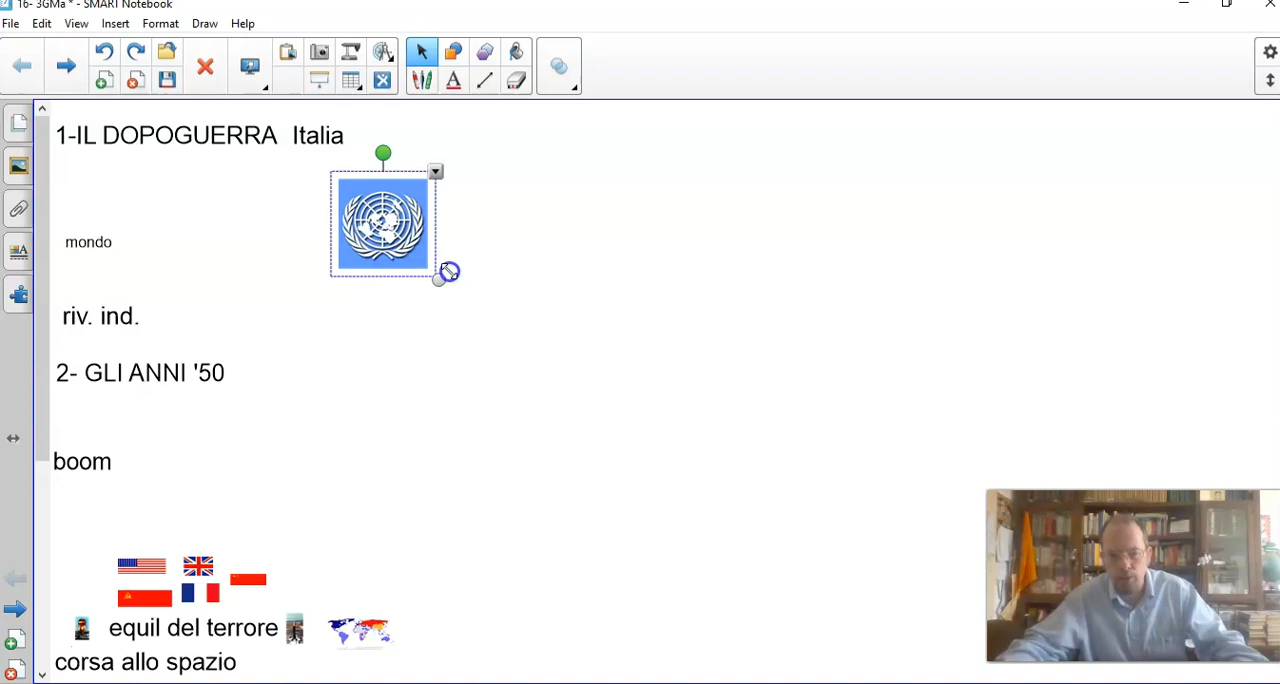 16- 3GMa * - SMART Notebook
File Edit View Insert Format Draw Help
1-IL DOPOGUERRA Italia
mondo
riv. ind.
2- GLI ANNI '50
boom
equil del terrore
corsa allo spazio